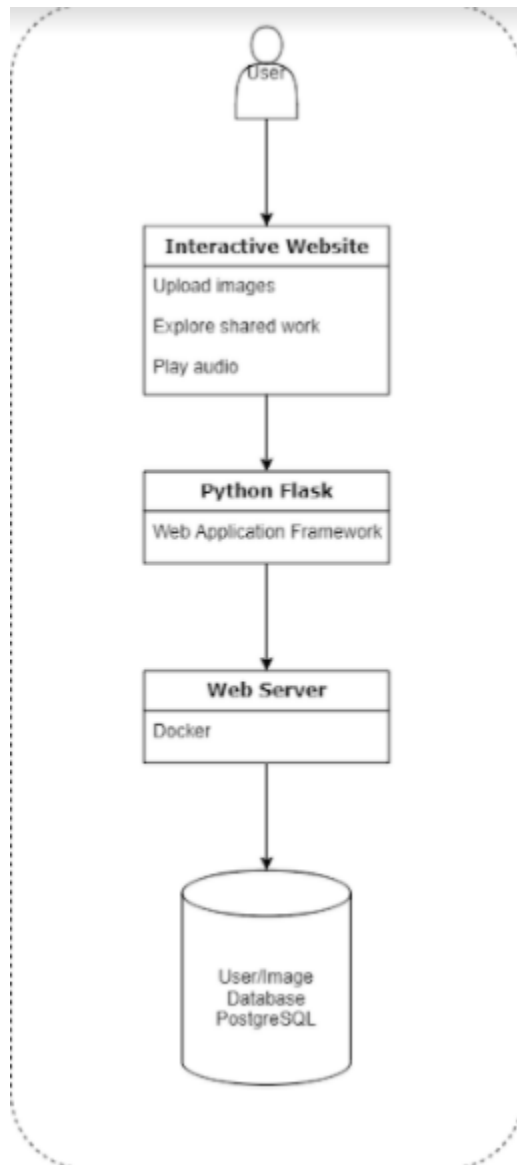 User
Interactive Website
Upload images
Explore shared work
Play audio
Python Flask
Web Application Framework
Web Server
Docker
User/Image
Database
PostgreSQL